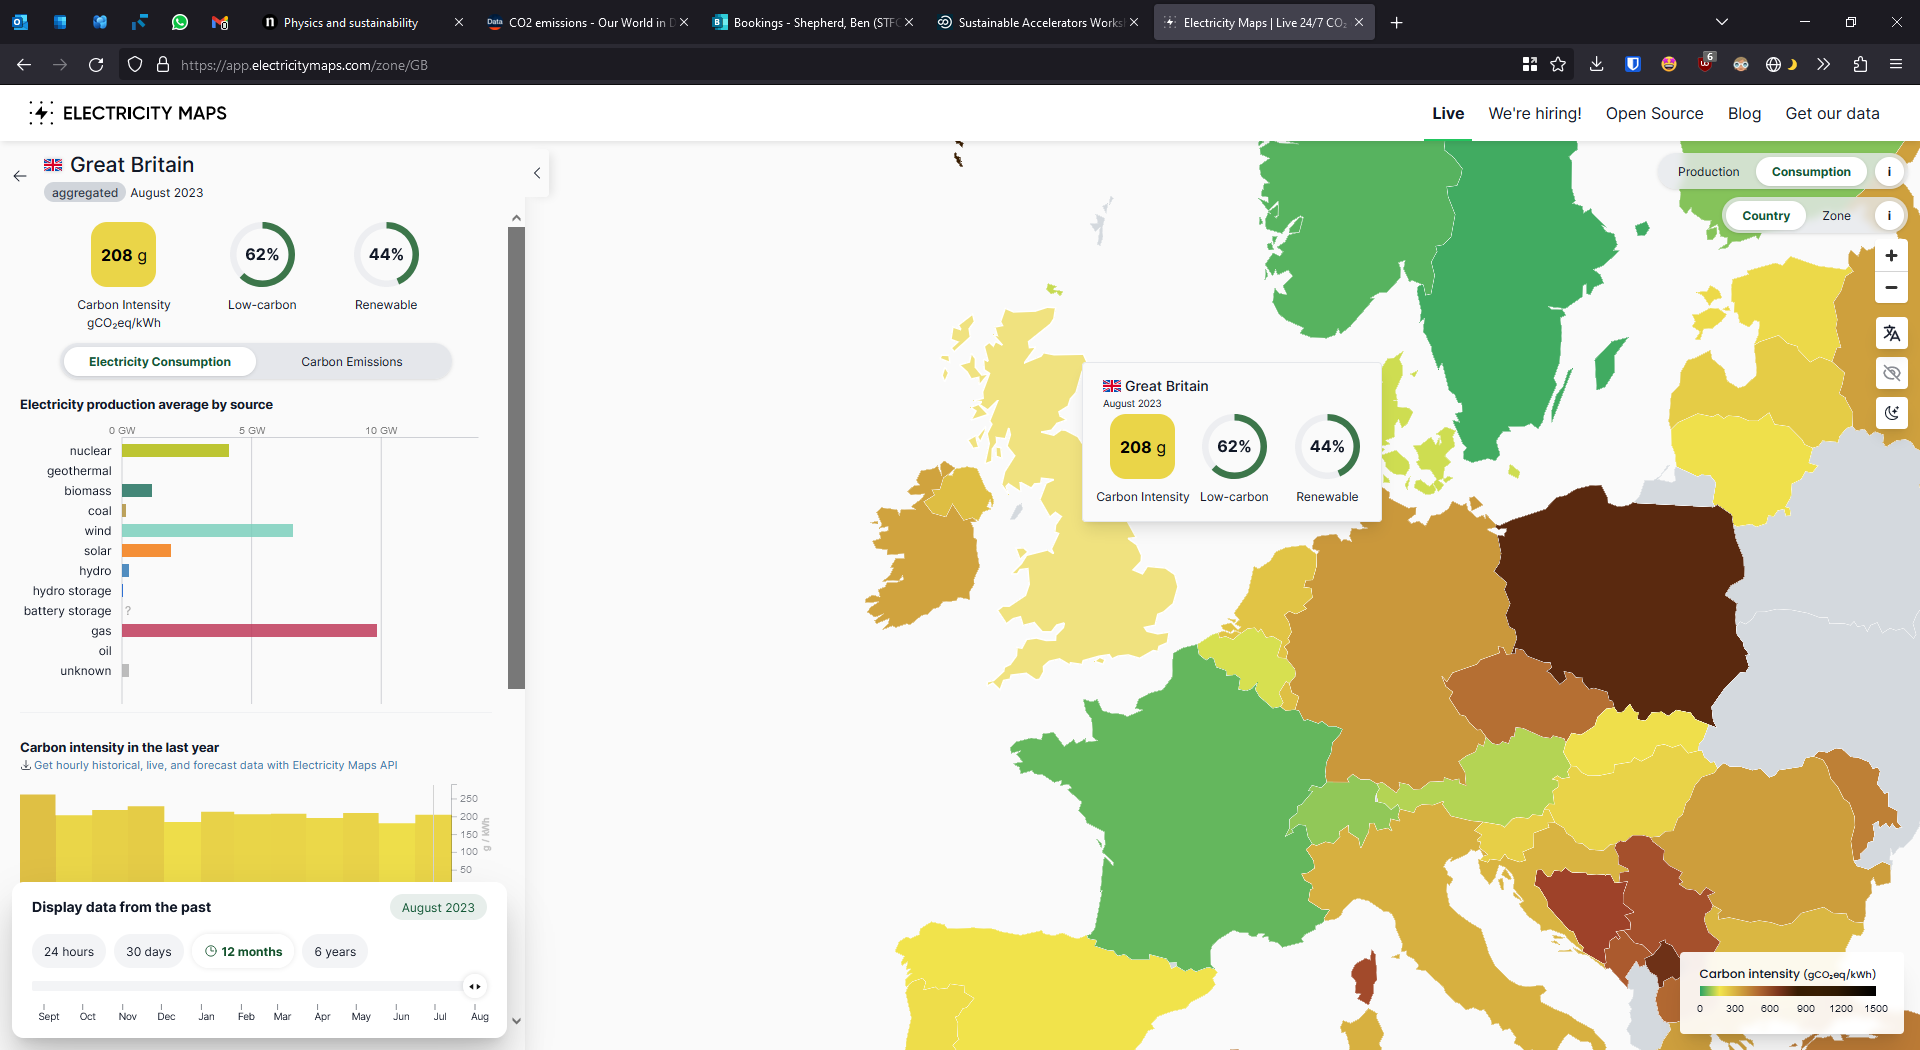 Physics and sustainability
Data CO2 emissions - Our World in D
Bookings - Shepherd, Ben (STFC
Sustainable Accelerators Works
Electricity Maps | Live 24/7 CO₂
https://app.electricitymaps.com/zone/GB
6
ELECTRICITY MAPS
Live We're hiring! Open Source Blog Get our data
Great Britain
aggregated August 2023
208 g 62% 44%
Carbon Intensity Low-carbon Renewable
gCO₂eq/kWh
Electricity Consumption Carbon Emissions
Electricity production average by source
0 GW 5 GW 10 GW
nuclear
geothermal
biomass
coal
wind
solar
hydro
hydro storage
battery storage ?
gas
oil
unknown
Carbon intensity in the last year
Get hourly historical, live, and forecast data with Electricity Maps API
250
200
150
100
50
g / kWh
Display data from the past August 2023
24 hours 30 days 12 months 6 years
Sept Oct Nov Dec Jan Feb Mar Apr May Jun Jul Aug
Production Consumption i
Country Zone i
+
−
Great Britain
August 2023
208 g 62% 44%
Carbon Intensity Low-carbon Renewable
Carbon intensity (gCO₂eq/kWh)
0 300 600 900 1200 1500